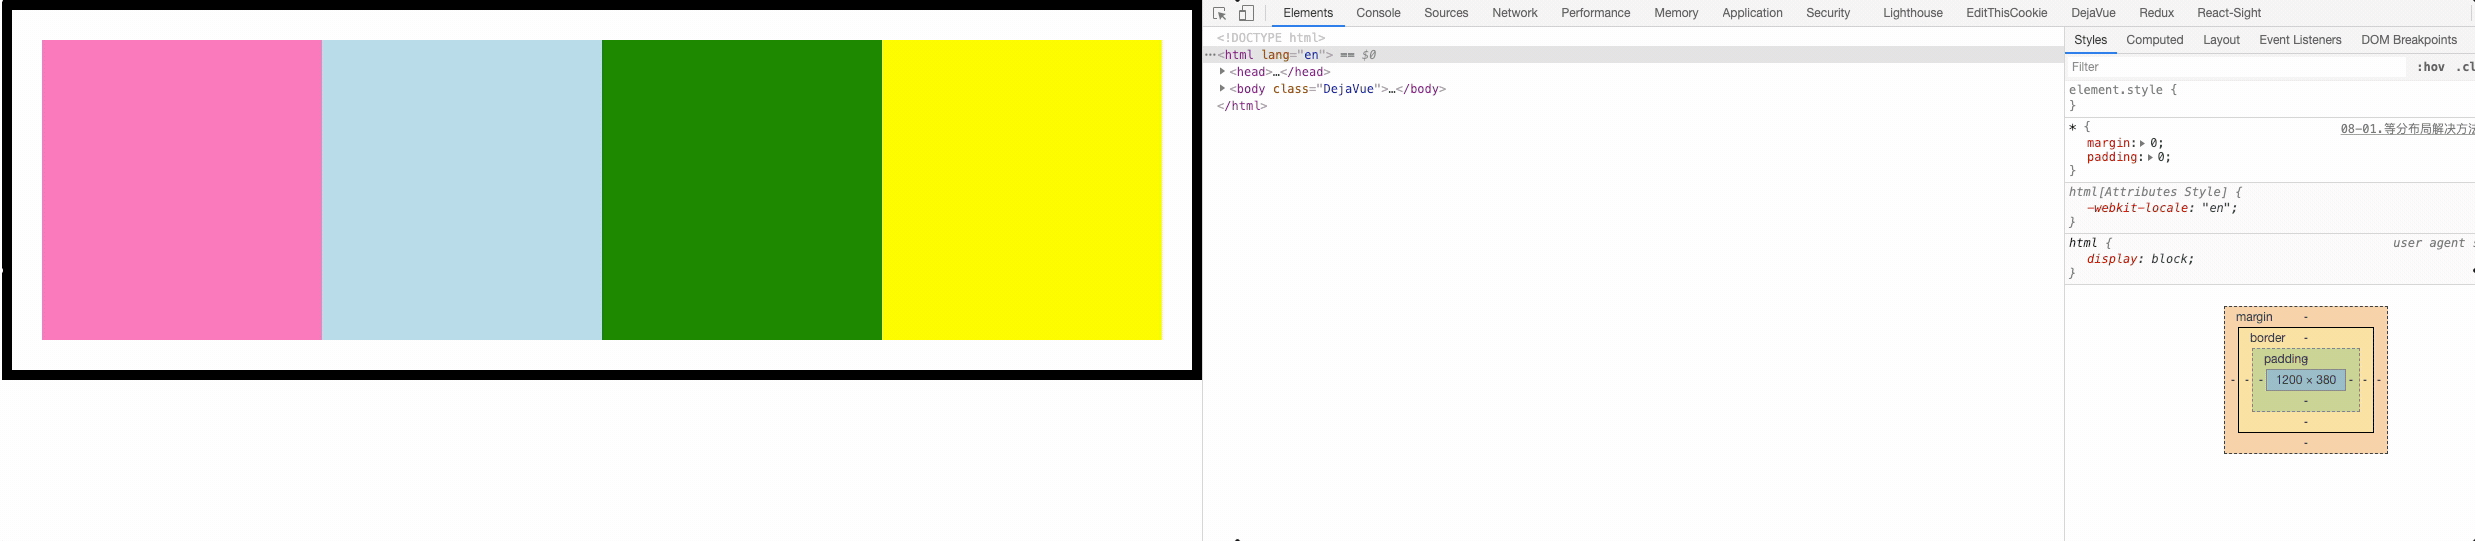 Elements Console Sources Network Performance Memory Application Security Lighthouse EditThisCookie DejaVue Redux React-Sight
<!DOCTYPE html>
⋯<html lang="en"> == $0
▶<head>…</head>
▶<body class="DejaVue">…</body>
</html>
Styles Computed Layout Event Listeners DOM Breakpoints
Filter :hov .cl
element.style {
}
* { 08-01.等分布局解决方法
margin:▶ 0;
padding:▶ 0;
}
html[Attributes Style] {
-webkit-locale: "en";
}
html { user agent s
display: block;
}
margin -
border -
padding -
- - - 1200 × 380 - - -
-
-
-